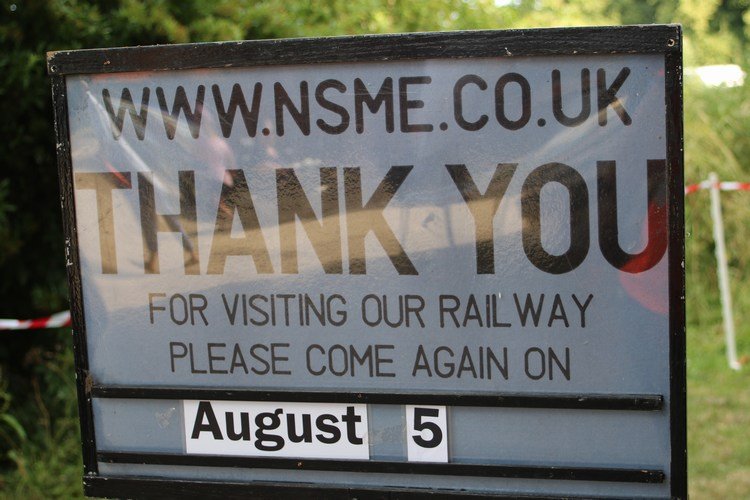 WWW.NSME.CO.UK
THANK YOU
FOR VISITING OUR RAILWAY
PLEASE COME AGAIN ON
August 5